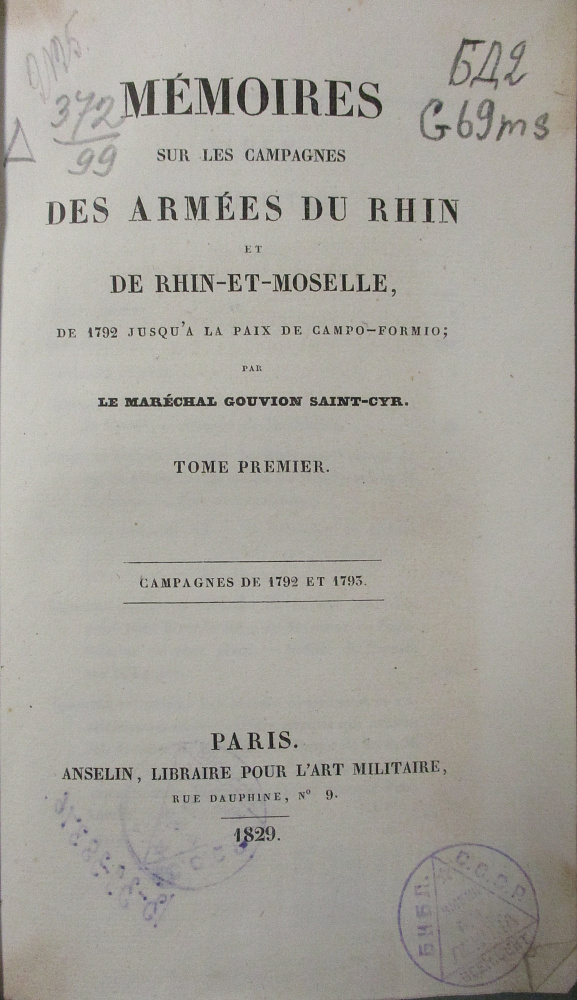 БД2
G69ms
372
99
MÉMOIRES
SUR LES CAMPAGNES
DES ARMÉES DU RHIN
ET
DE RHIN-ET-MOSELLE,
DE 1792 JUSQU'A LA PAIX DE CAMPO-FORMIO;
PAR
LE MARÉCHAL GOUVION SAINT-CYR.
TOME PREMIER.
CAMPAGNES DE 1792 ET 1793.
PARIS.
ANSELIN, LIBRAIRE POUR L'ART MILITAIRE,
RUE DAUPHINE, Nº 9.
1829.
БИБЛ.
С.С.С.Р